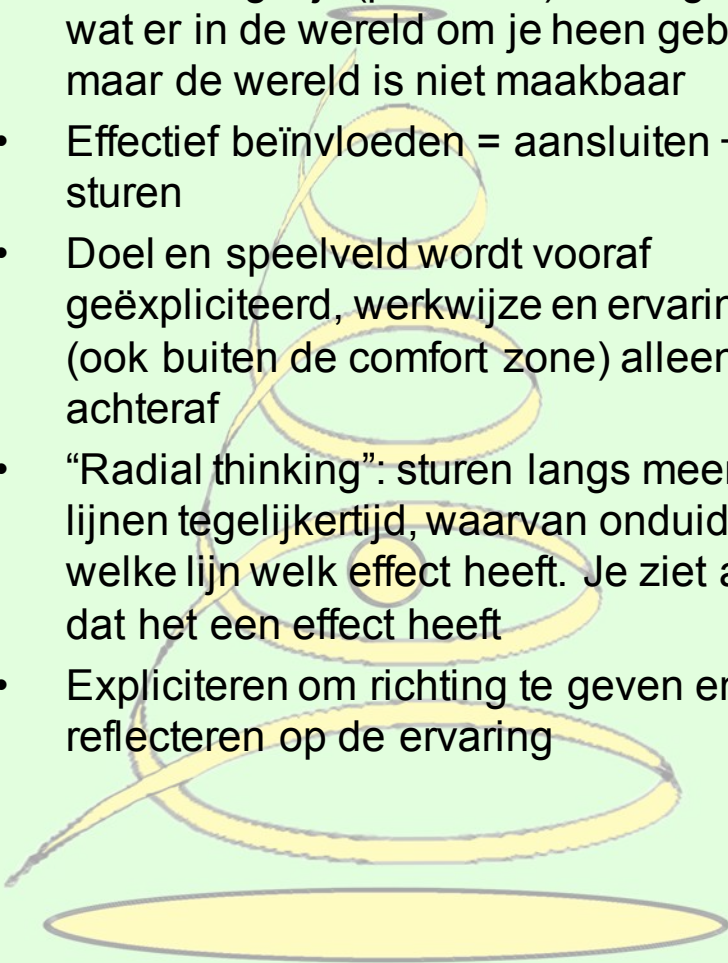 wat er in de wereld om je heen geb
maar de wereld is niet maakbaar
• Effectief beïnvloeden = aansluiten
sturen
• Doel en speelveld wordt vooraf
geëxpliciteerd, werkwijze en ervarin
(ook buiten de comfort zone) alleen
achteraf
• “Radial thinking”: sturen langs meer
lijnen tegelijkertijd, waarvan onduid
welke lijn welk effect heeft. Je ziet a
dat het een effect heeft
• Expliciteren om richting te geven en
reflecteren op de ervaring